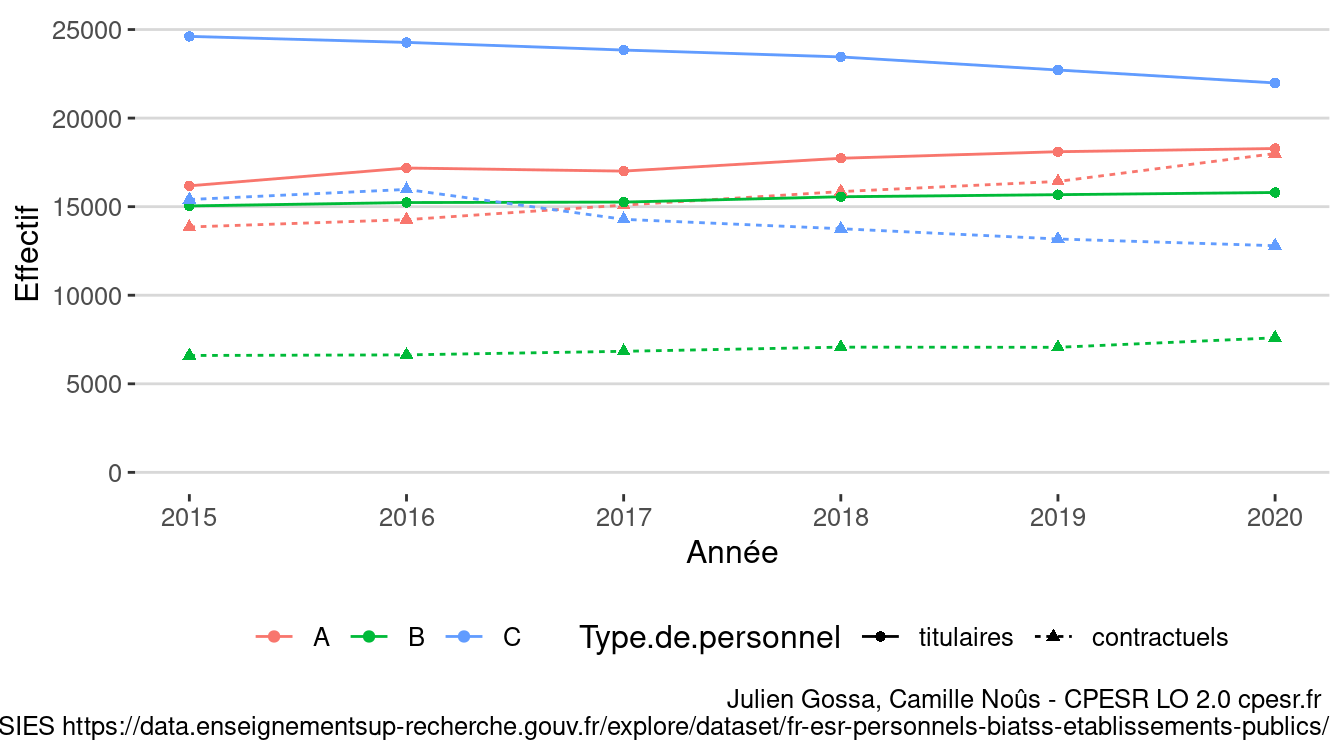 25000
20000
15000
10000
5000
0
Effectif
2015 2016 2017 2018 2019 2020
Année
A B C Type.de.personnel titulaires contractuels
Julien Gossa, Camille Noûs - CPESR LO 2.0 cpesr.fr
SIES https://data.enseignementsup-recherche.gouv.fr/explore/dataset/fr-esr-personnels-biatss-etablissements-publics/